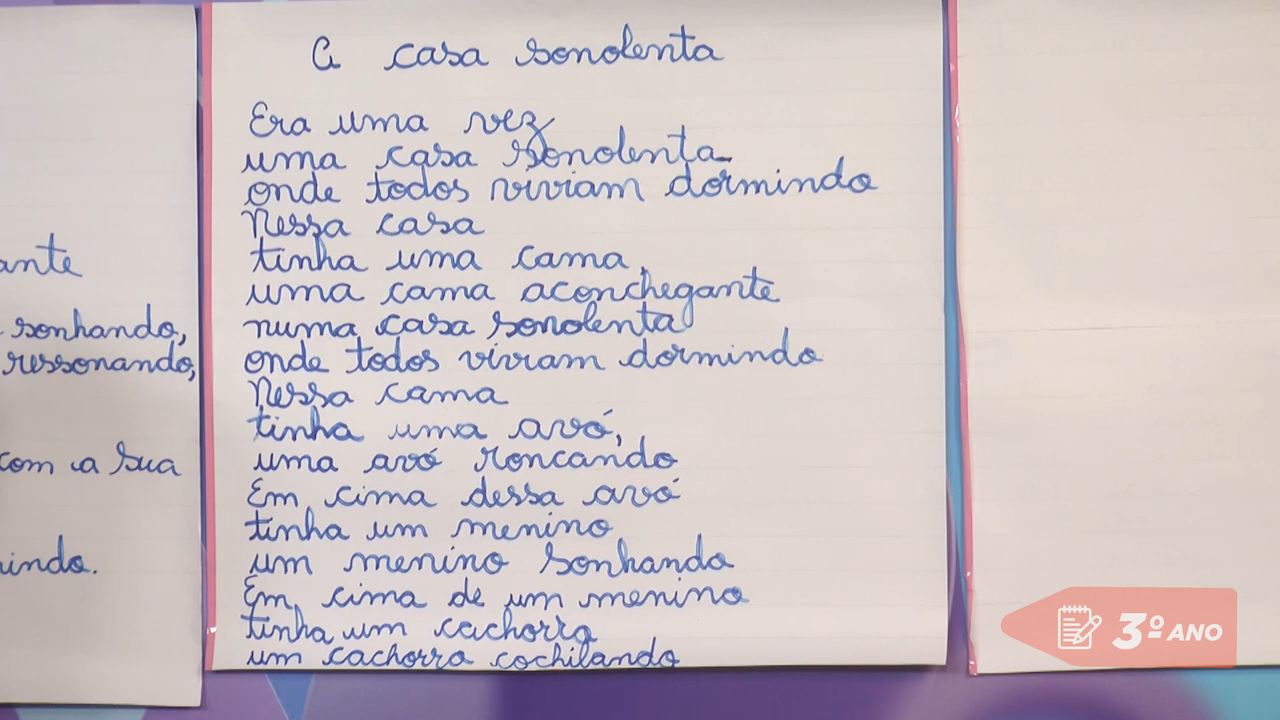 ante
sonhando,
ressonando,
com a sua
indo.
A casa sonolenta
Era uma vez
uma casa sonolenta
onde todos viviam dormindo
Nessa casa
tinha uma cama,
uma cama aconchegante
numa casa sonolenta
onde todos viviam dormindo
Nessa cama
tinha uma avó,
uma avó roncando
Em cima dessa avó
tinha um menino
um menino sonhando
Em cima de um menino
tinha um cachorro
um cachorro cochilando
3º ANO